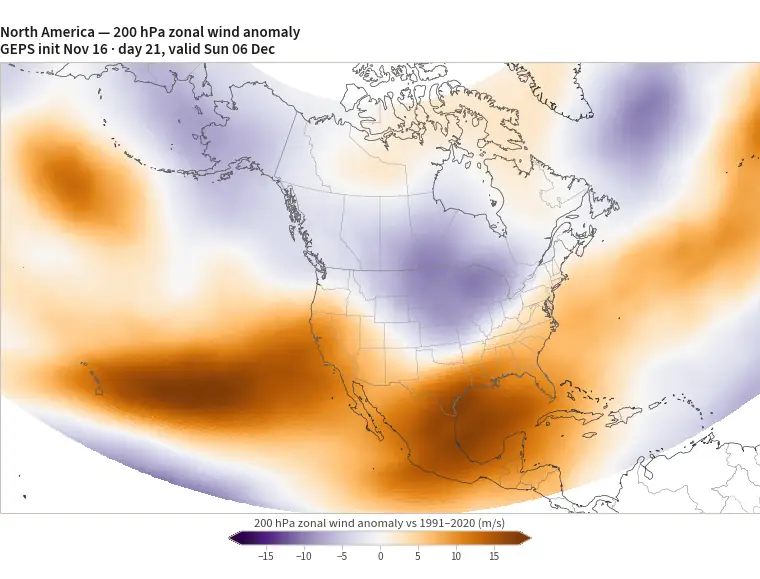 North America — 200 hPa zonal wind anomaly
GEPS init Nov 16 · day 21, valid Sun 06 Dec
200 hPa zonal wind anomaly vs 1991–2020 (m/s)
−15 −10 −5 0 5 10 15